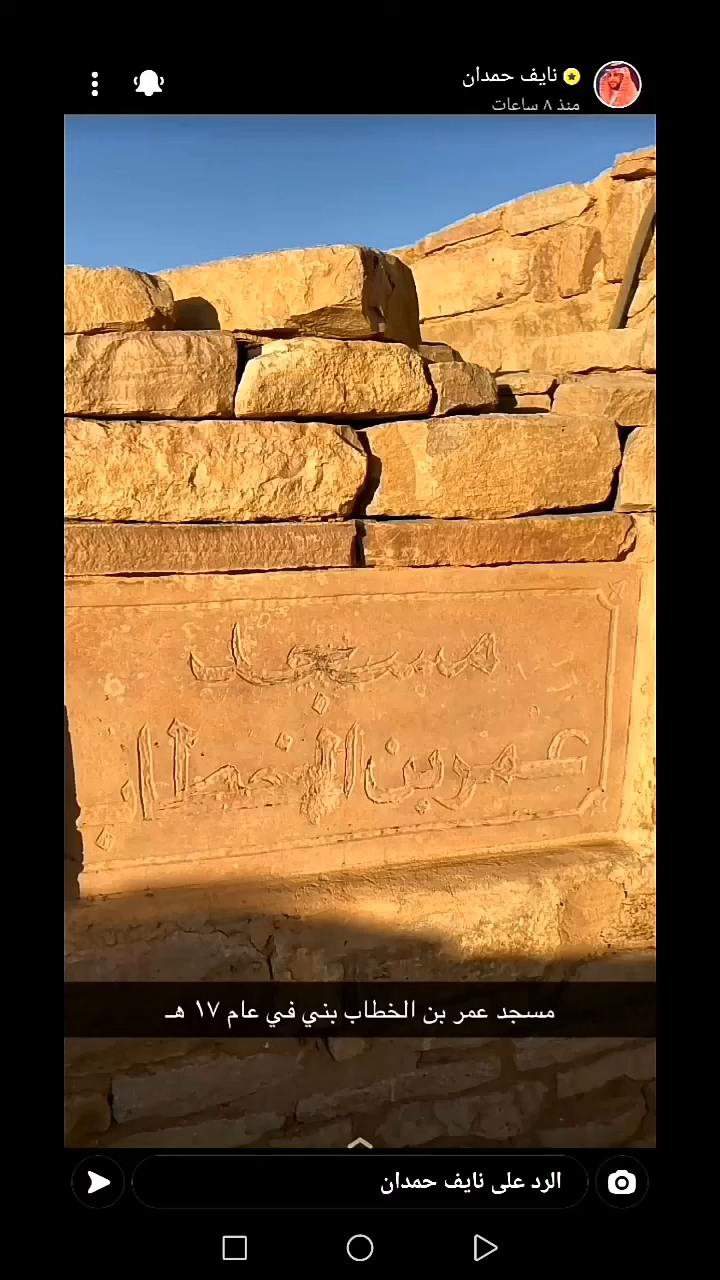 نايف حمدان
منذ ٨ ساعات
مسجد
عمر بن الخطاب
مسجد عمر بن الخطاب بني في عام ١٧ هـ
الرد على نايف حمدان